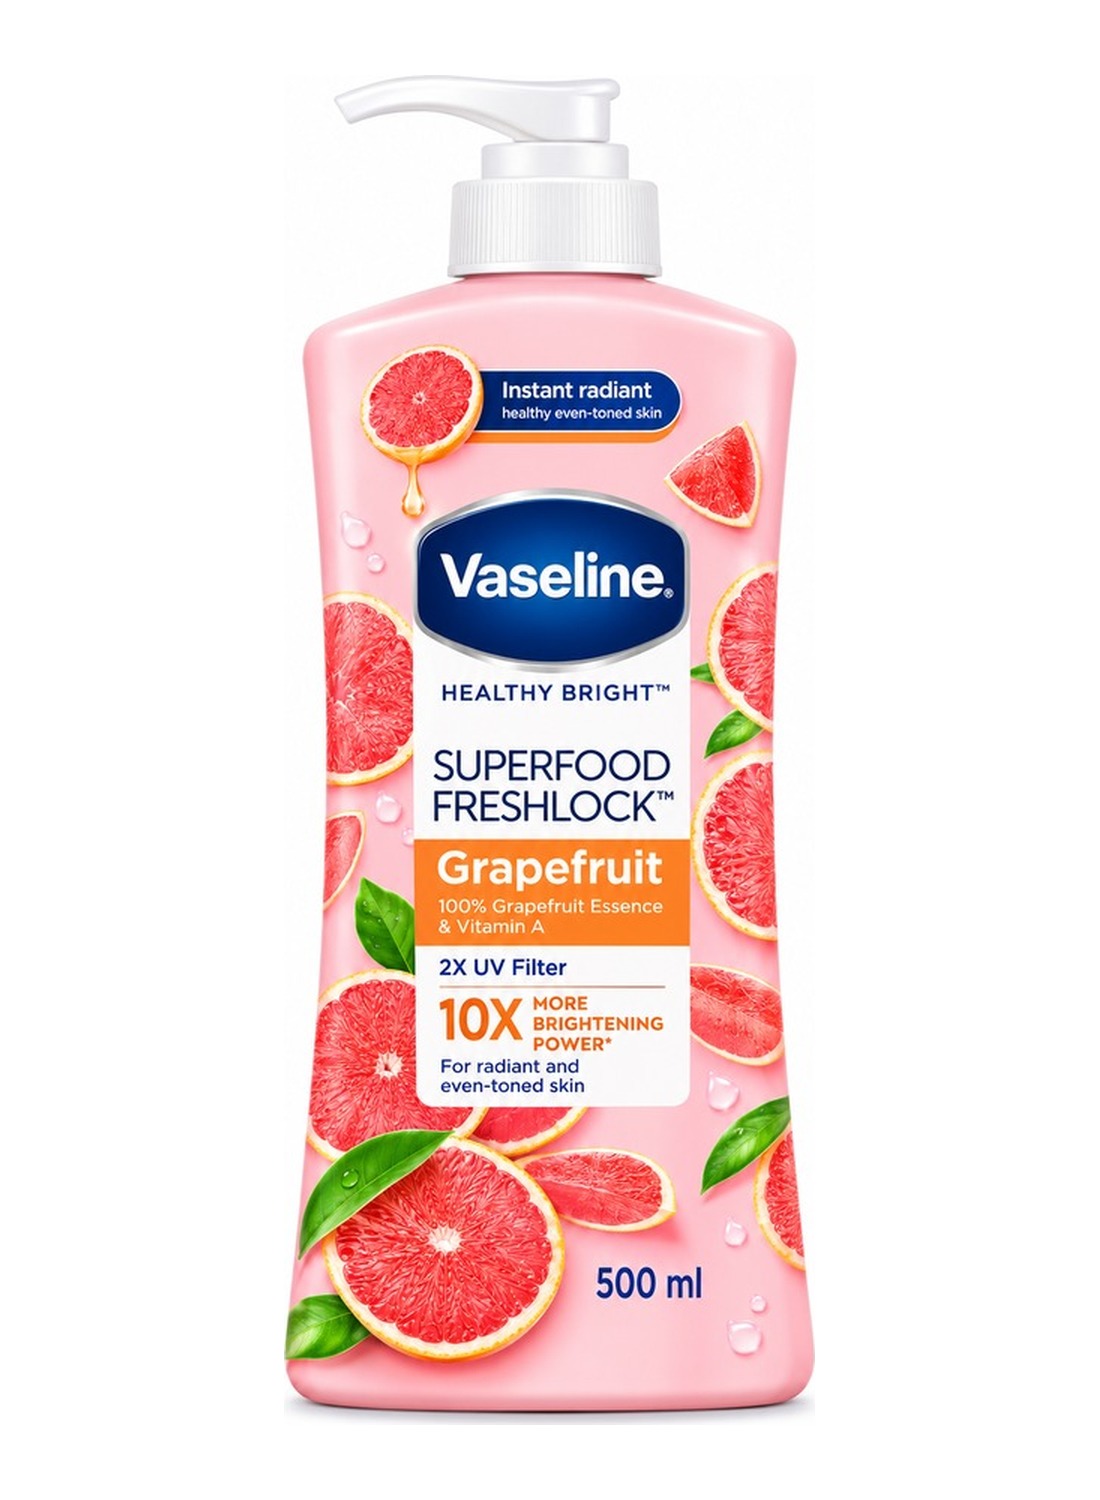 Instant radiant
healthy even-toned skin
Vaseline®
HEALTHY BRIGHT™
SUPERFOOD
FRESHLOCK™
Grapefruit
100% Grapefruit Essence
& Vitamin A
2X UV Filter
10X MORE
BRIGHTENING
POWER*
For radiant and
even-toned skin
500 ml